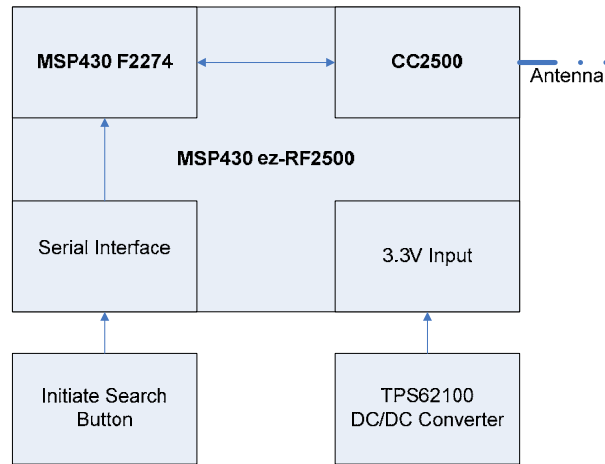 MSP430 F2274
CC2500
Antenna
MSP430 ez-RF2500
Serial Interface
3.3V Input
Initiate Search
Button
TPS62100
DC/DC Converter